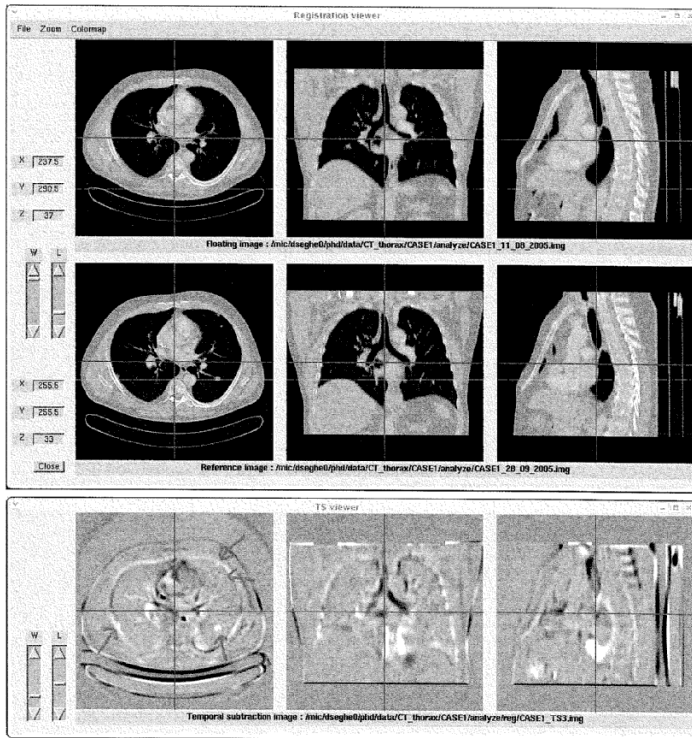 Registration viewer
File Zoom Colormap
X 237.5
Y 290.5
Z 37
Floating image : /mic/dseghe0/phd/data/CT_thorax/CASE1/analyze/CASE1_11_08_2005.img
W L
X 255.5
Y 255.5
Z 33
Close
Reference image : /mic/dseghe0/phd/data/CT_thorax/CASE1/analyze/CASE1_28_09_2005.img
TS viewer
W L
Temporal subtraction image : /mic/dseghe0/phd/data/CT_thorax/CASE1/analyze/reg/CASE1_TS3.img